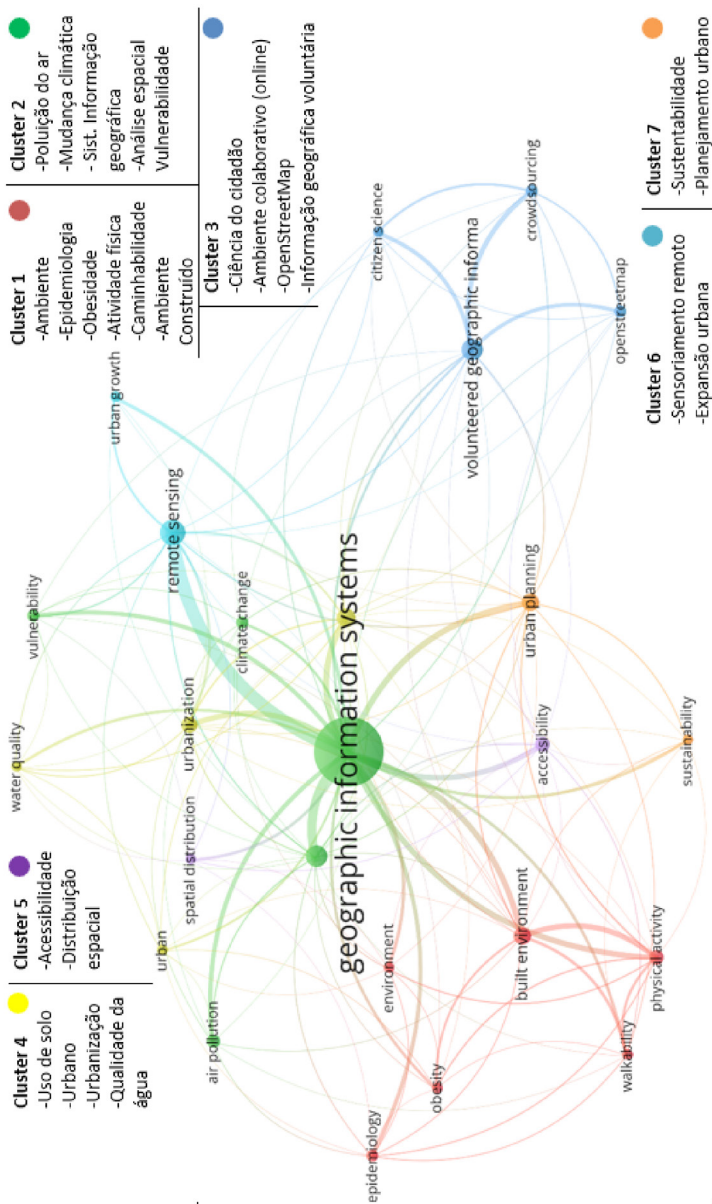 Cluster 1
-Ambiente
-Epidemiologia
-Obesidade
-Atividade física
-Caminhabilidade
-Ambiente
Construído
Cluster 2
-Poluição do ar
-Mudança climática
- Sist. Informação
geográfica
-Análise espacial
Vulnerabilidade
Cluster 3
-Ciência do cidadão
-Ambiente colaborativo (online)
-OpenStreetMap
-Informação geográfica voluntária
Cluster 4
-Uso de solo
-Urbano
-Urbanização
-Qualidade da
água
Cluster 5
-Acessibilidade
-Distribuição
espacial
Cluster 6
-Sensoriamento remoto
-Expansão urbana
Cluster 7
-Sustentabilidade
-Planejamento urbano
water quality
vulnerability
urban growth
urban
urbanization
remote sensing
spatial distribution
climate change
air pollution
geographic information systems
citizen science
crowdsourcing
volunteered geographic informa
openstreetmap
environment
epidemiology
obesity
built environment
walkability
physical activity
accessibility
urban planning
sustainability